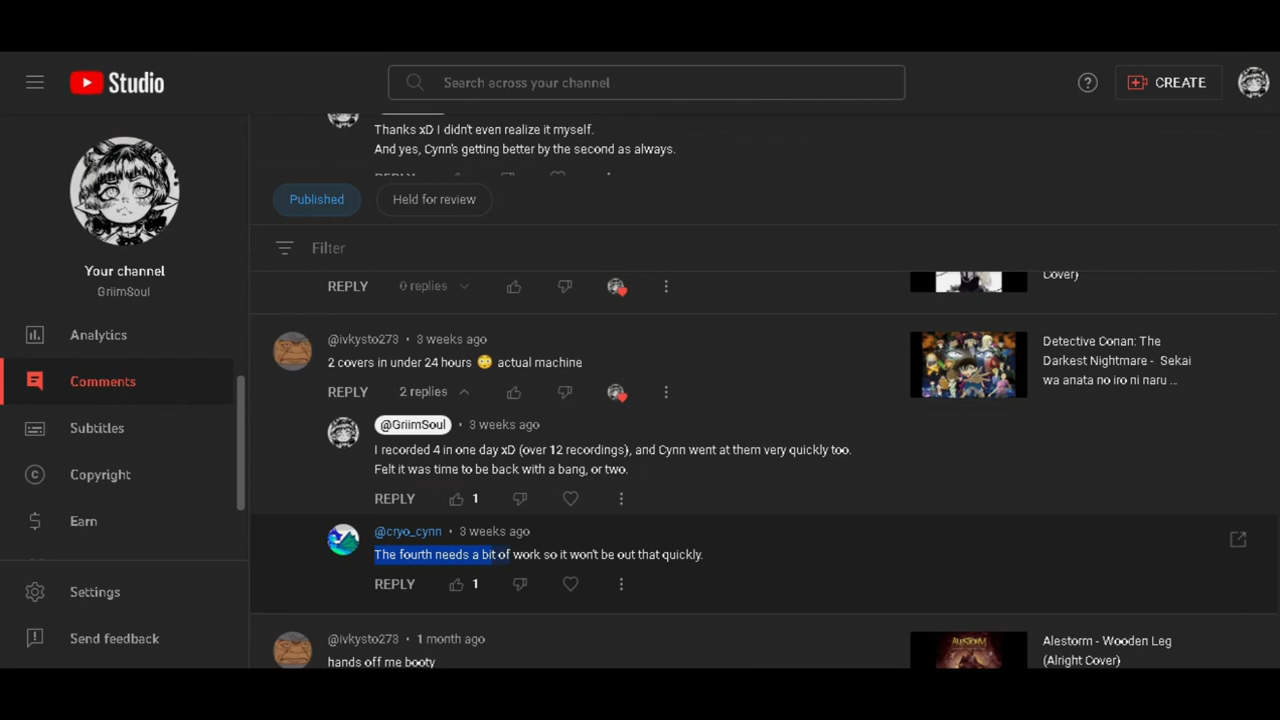 Studio
Search across your channel
CREATE
Your channel
GriimSoul
Analytics
Comments
Subtitles
Copyright
Earn
Settings
Send feedback
Thanks xD I didn't even realize it myself.
And yes, Cynn's getting better by the second as always.
REPLY
Published
Held for review
Filter
REPLY 0 replies
Cover)
@ivkysto273 • 3 weeks ago
2 covers in under 24 hours 😳 actual machine
REPLY 2 replies
Detective Conan: The
Darkest Nightmare - Sekai
wa anata no iro ni naru ...
@GriimSoul • 3 weeks ago
I recorded 4 in one day xD (over 12 recordings), and Cynn went at them very quickly too.
Felt it was time to be back with a bang, or two.
REPLY 1
@cryo_cynn • 3 weeks ago
The fourth needs a bit of work so it won't be out that quickly.
REPLY 1
@ivkysto273 • 1 month ago
hands off me booty
ALESTORM
Alestorm - Wooden Leg
(Alright Cover)